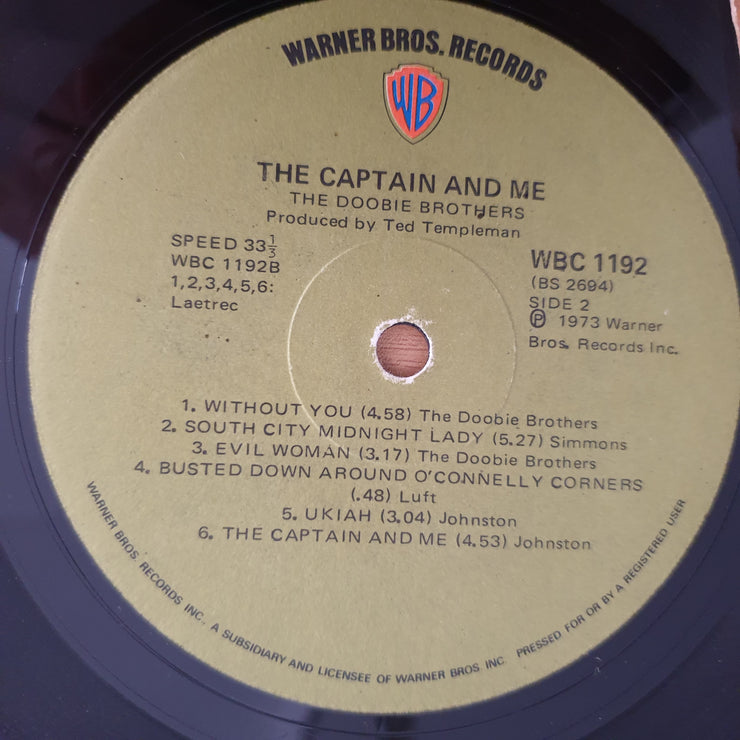 WARNER BROS. RECORDS
WB
THE CAPTAIN AND ME
THE DOOBIE BROTHERS
Produced by Ted Templeman
SPEED 33⅓
WBC 1192B
1,2,3,4,5,6:
Laetrec
WBC 1192
(BS 2694)
SIDE 2
Ⓟ 1973 Warner
Bros. Records Inc.
1. WITHOUT YOU (4.58) The Doobie Brothers
2. SOUTH CITY MIDNIGHT LADY (5.27) Simmons
3. EVIL WOMAN (3.17) The Doobie Brothers
4. BUSTED DOWN AROUND O'CONNELLY CORNERS
(.48) Luft
5. UKIAH (3.04) Johnston
6. THE CAPTAIN AND ME (4.53) Johnston
WARNER BROS. RECORDS INC., A SUBSIDIARY AND LICENSEE OF WARNER BROS. INC. PRESSED FOR OR BY A REGISTERED USER